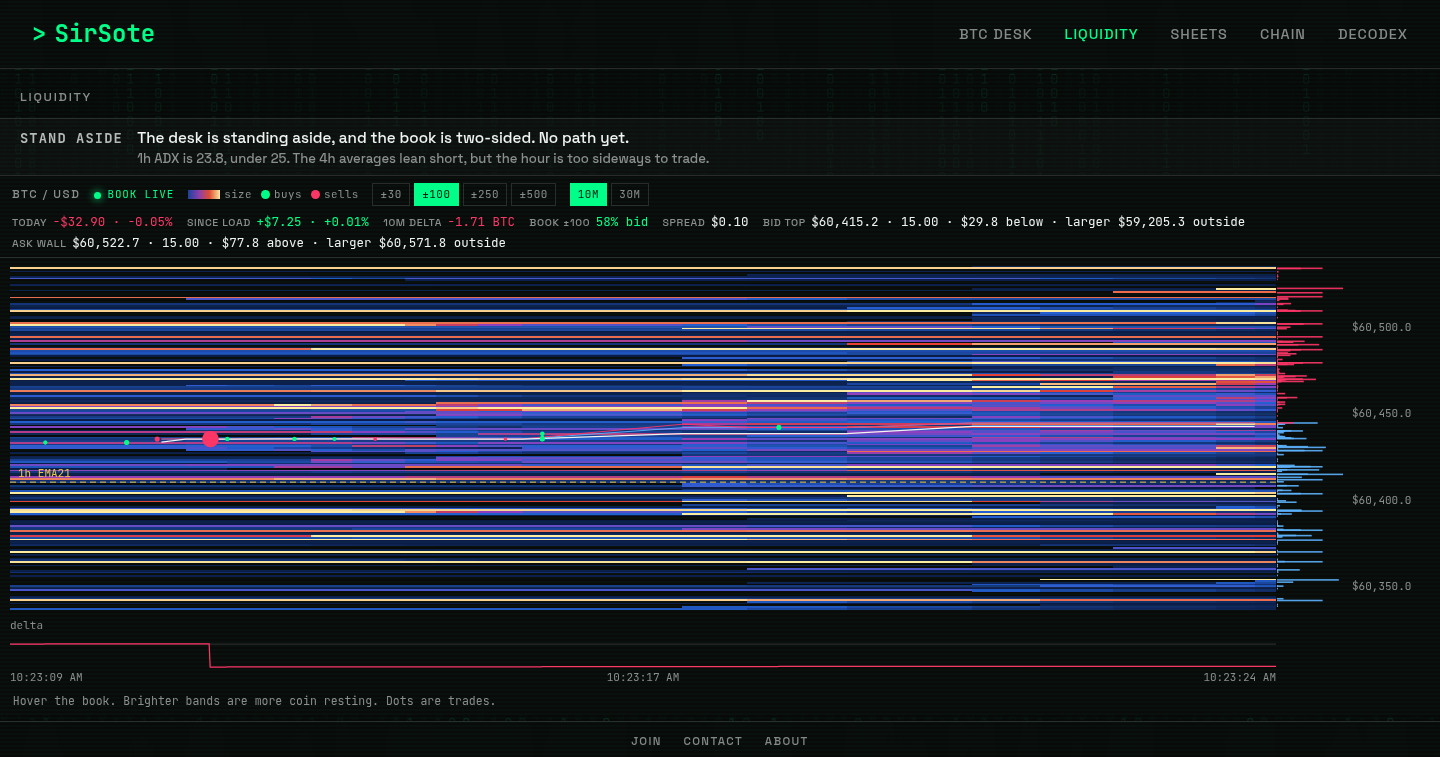 > SirSote
BTC DESK LIQUIDITY SHEETS CHAIN DECODEX
LIQUIDITY
STAND ASIDE The desk is standing aside, and the book is two-sided. No path yet.
1h ADX is 23.8, under 25. The 4h averages lean short, but the hour is too sideways to trade.
BTC / USD BOOK LIVE size buys sells ±30 ±100 ±250 ±500 10M 30M
TODAY -$32.90 · -0.05% SINCE LOAD +$7.25 · +0.01% 10M DELTA -1.71 BTC BOOK ±100 58% bid SPREAD $0.10 BID TOP $60,415.2 · 15.00 · $29.8 below · larger $59,205.3 outside
ASK WALL $60,522.7 · 15.00 · $77.8 above · larger $60,571.8 outside
$60,500.0
$60,450.0
1h EMA21
$60,400.0
$60,350.0
delta
10:23:09 AM 10:23:17 AM 10:23:24 AM
Hover the book. Brighter bands are more coin resting. Dots are trades.
JOIN CONTACT ABOUT